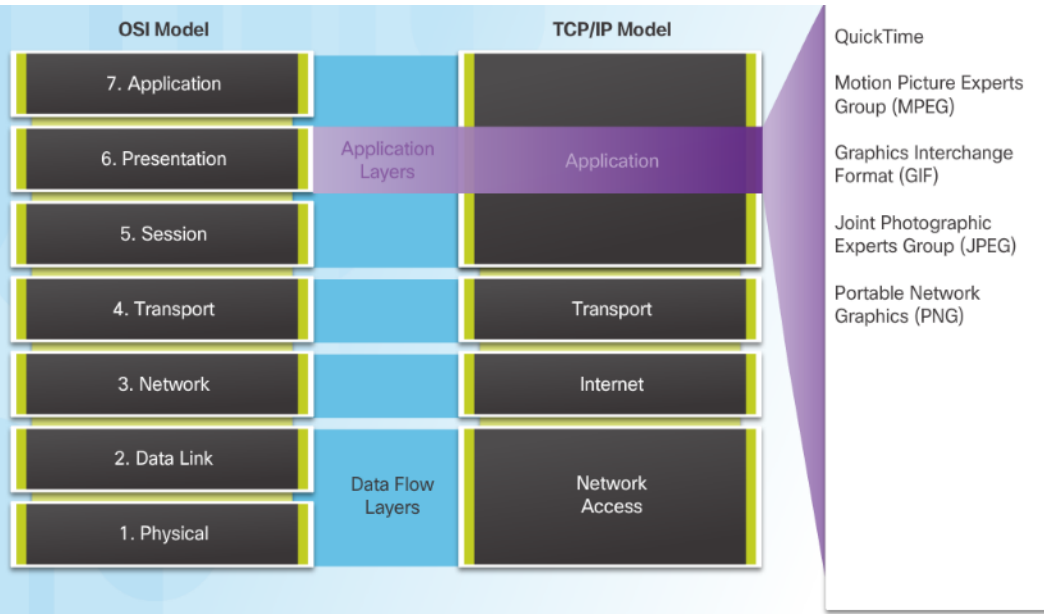 OSI Model
TCP/IP Model
7. Application
6. Presentation
5. Session
4. Transport
3. Network
2. Data Link
1. Physical
Application
Layers
Data Flow
Layers
Application
Transport
Internet
Network
Access
QuickTime
Motion Picture Experts
Group (MPEG)
Graphics Interchange
Format (GIF)
Joint Photographic
Experts Group (JPEG)
Portable Network
Graphics (PNG)